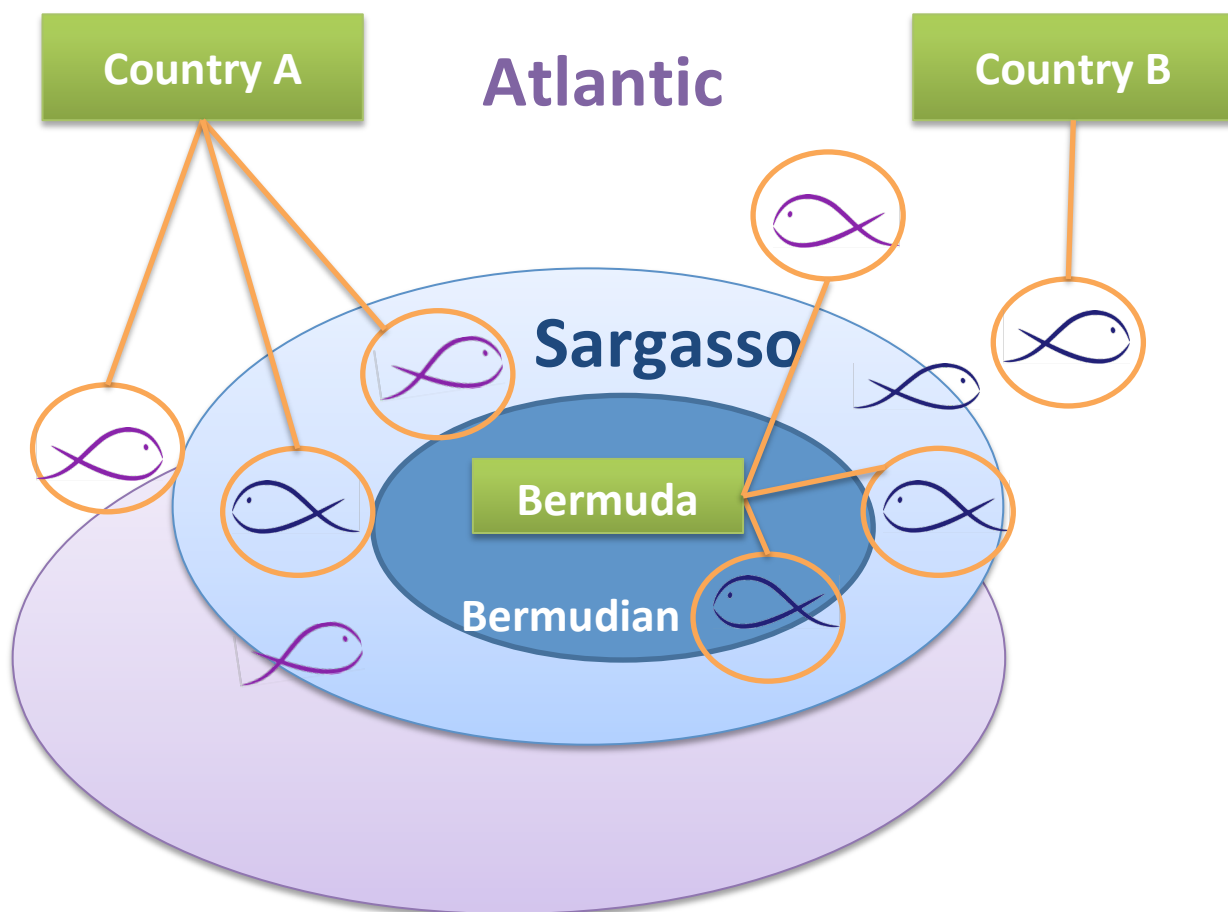 Country A
Atlantic
Country B
Sargasso
Bermuda
Bermudian